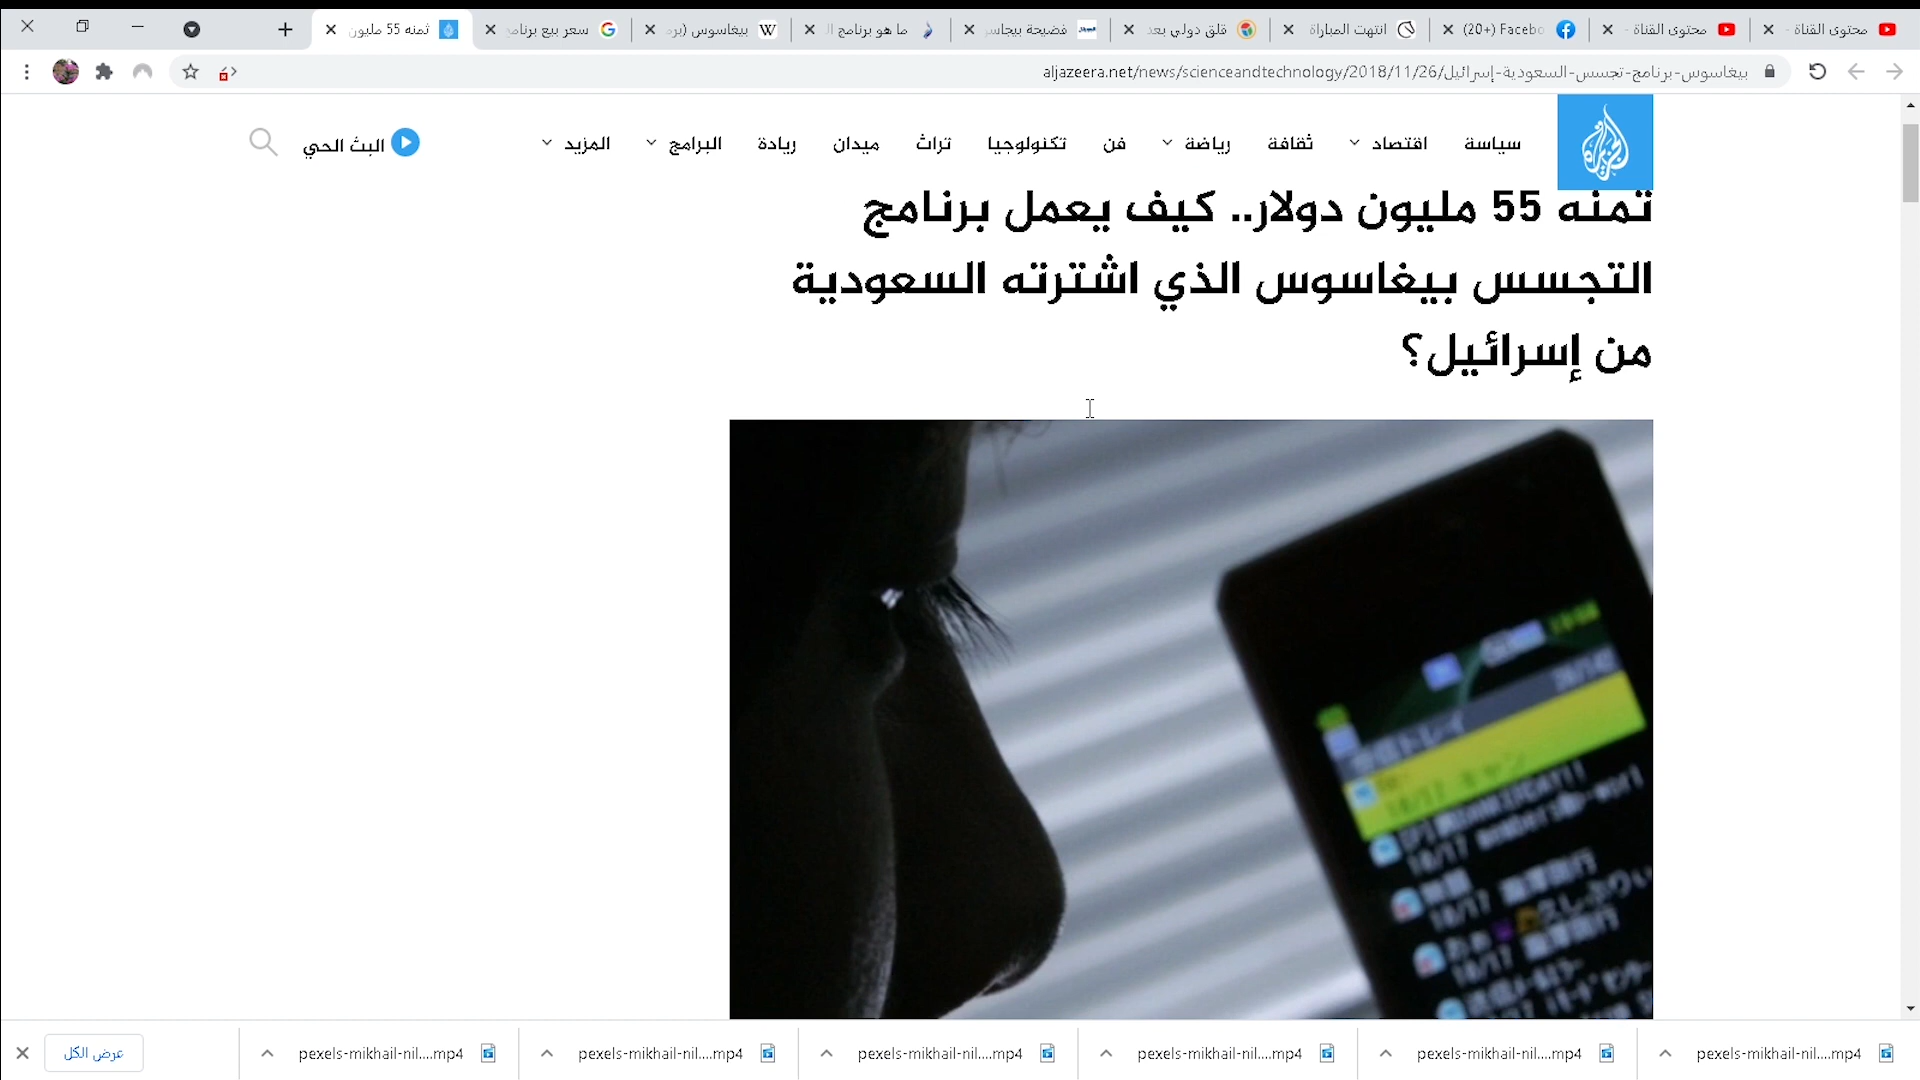 محتوى القناة -
محتوى القناة -
(20+) Facebo
انتهت المباراة
قلق دولي بعد
فضيحة بيجاس
ما هو برنامج ال
بيغاسوس (بر
سعر بيع برنام
ثمنه 55 مليون
aljazeera.net/news/scienceandtechnology/2018/11/26/بيغاسوس-برنامج-تجسس-السعودية-إسرائيل
سياسة
اقتصاد
ثقافة
رياضة
فن
تكنولوجيا
تراث
ميدان
ريادة
البرامج
المزيد
البث الحي
الجزيرة
ثمنه 55 مليون دولار.. كيف يعمل برنامج
التجسس بيغاسوس الذي اشترته السعودية
من إسرائيل؟
pexels-mikhail-nil....mp4
pexels-mikhail-nil....mp4
pexels-mikhail-nil....mp4
pexels-mikhail-nil....mp4
pexels-mikhail-nil....mp4
pexels-mikhail-nil....mp4
عرض الكل